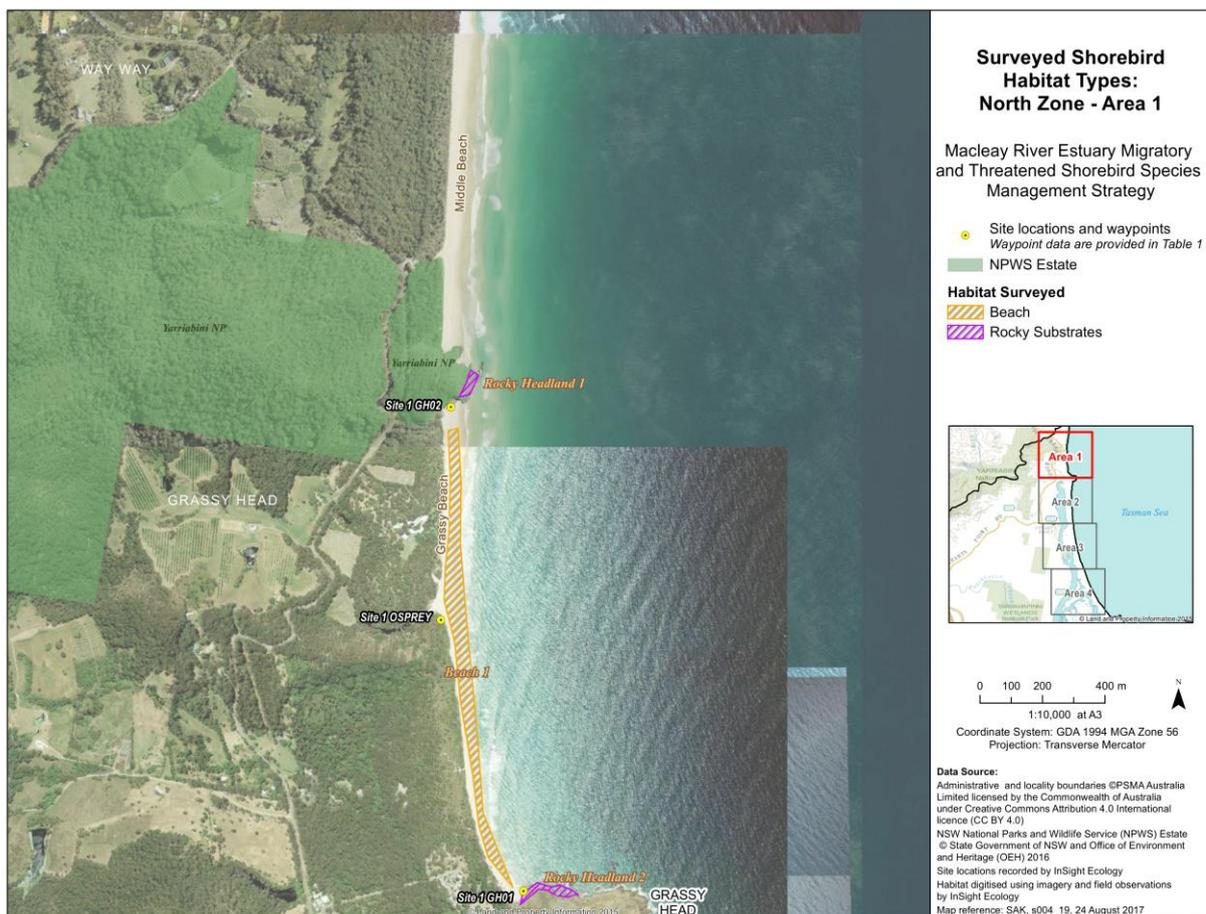 WAY WAY
Middle Beach
Yarriabini NP
Yarriabini NP
Rocky Headland 1
Site 1 GH02
GRASSY HEAD
Grassy Beach
Site 1 OSPREY
Beach 1
Rocky Headland 2
Site 1 GH01
GRASSY
HEAD
© Land and Property Information 2015
Surveyed Shorebird
Habitat Types:
North Zone - Area 1
Macleay River Estuary Migratory
and Threatened Shorebird Species
Management Strategy
Site locations and waypoints
Waypoint data are provided in Table 1
NPWS Estate
Habitat Surveyed
Beach
Rocky Substrates
Area 1
Area 2
Tasman Sea
Area 3
Area 4
© Land and Property Information 2015
0 100 200 400 m
N
1:10,000 at A3
Coordinate System: GDA 1994 MGA Zone 56
Projection: Transverse Mercator
Data Source:
Administrative and locality boundaries ©PSMA Australia
Limited licensed by the Commonwealth of Australia
under Creative Commons Attribution 4.0 International
licence (CC BY 4.0)
NSW National Parks and Wildlife Service (NPWS) Estate
© State Government of NSW and Office of Environment
and Heritage (OEH) 2016
Site locations recorded by InSight Ecology
Habitat digitised using imagery and field observations
by InSight Ecology
Map reference: SAK, s004_19, 24 August 2017